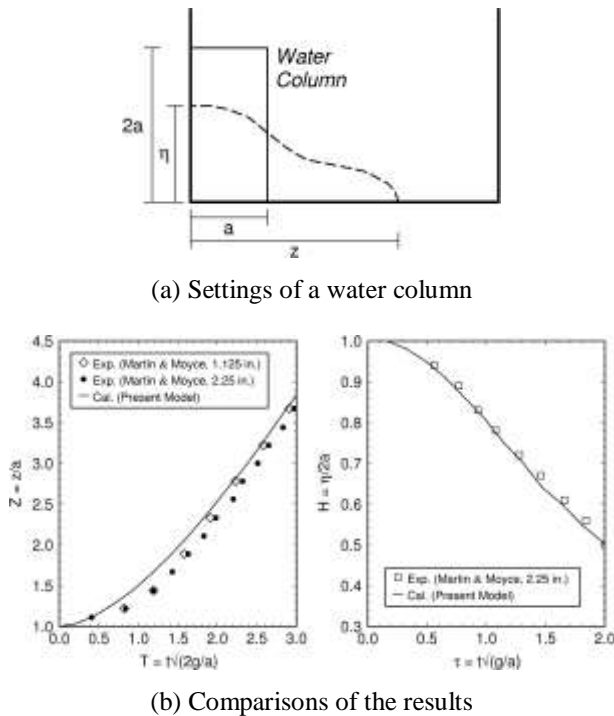 Water
Column
2a
η
a
z
(a) Settings of a water column
4.5
4.0
3.5
3.0
2.5
2.0
1.5
1.0
Z = z/a
◇ Exp. (Martin & Moyce, 1.125 in.)
● Exp. (Martin & Moyce, 2.25 in.)
Cal. (Present Model)
0.0 0.5 1.0 1.5 2.0 2.5 3.0
T = t√(2g/a)
1.0
0.9
0.8
0.7
0.6
0.5
0.4
0.3
H = η/2a
□ Exp. (Martin & Moyce, 2.25 in.)
Cal. (Present Model)
0.0 0.5 1.0 1.5 2.0
τ = t√(g/a)
(b) Comparisons of the results